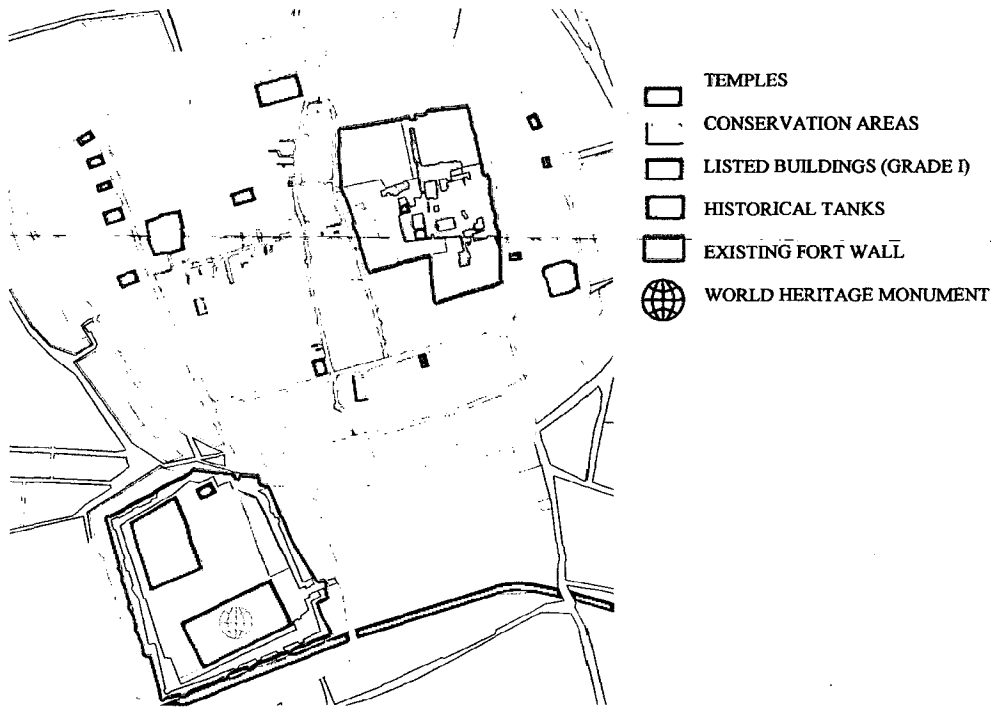 TEMPLES
CONSERVATION AREAS
LISTED BUILDINGS (GRADE I)
HISTORICAL TANKS
EXISTING FORT WALL
WORLD HERITAGE MONUMENT